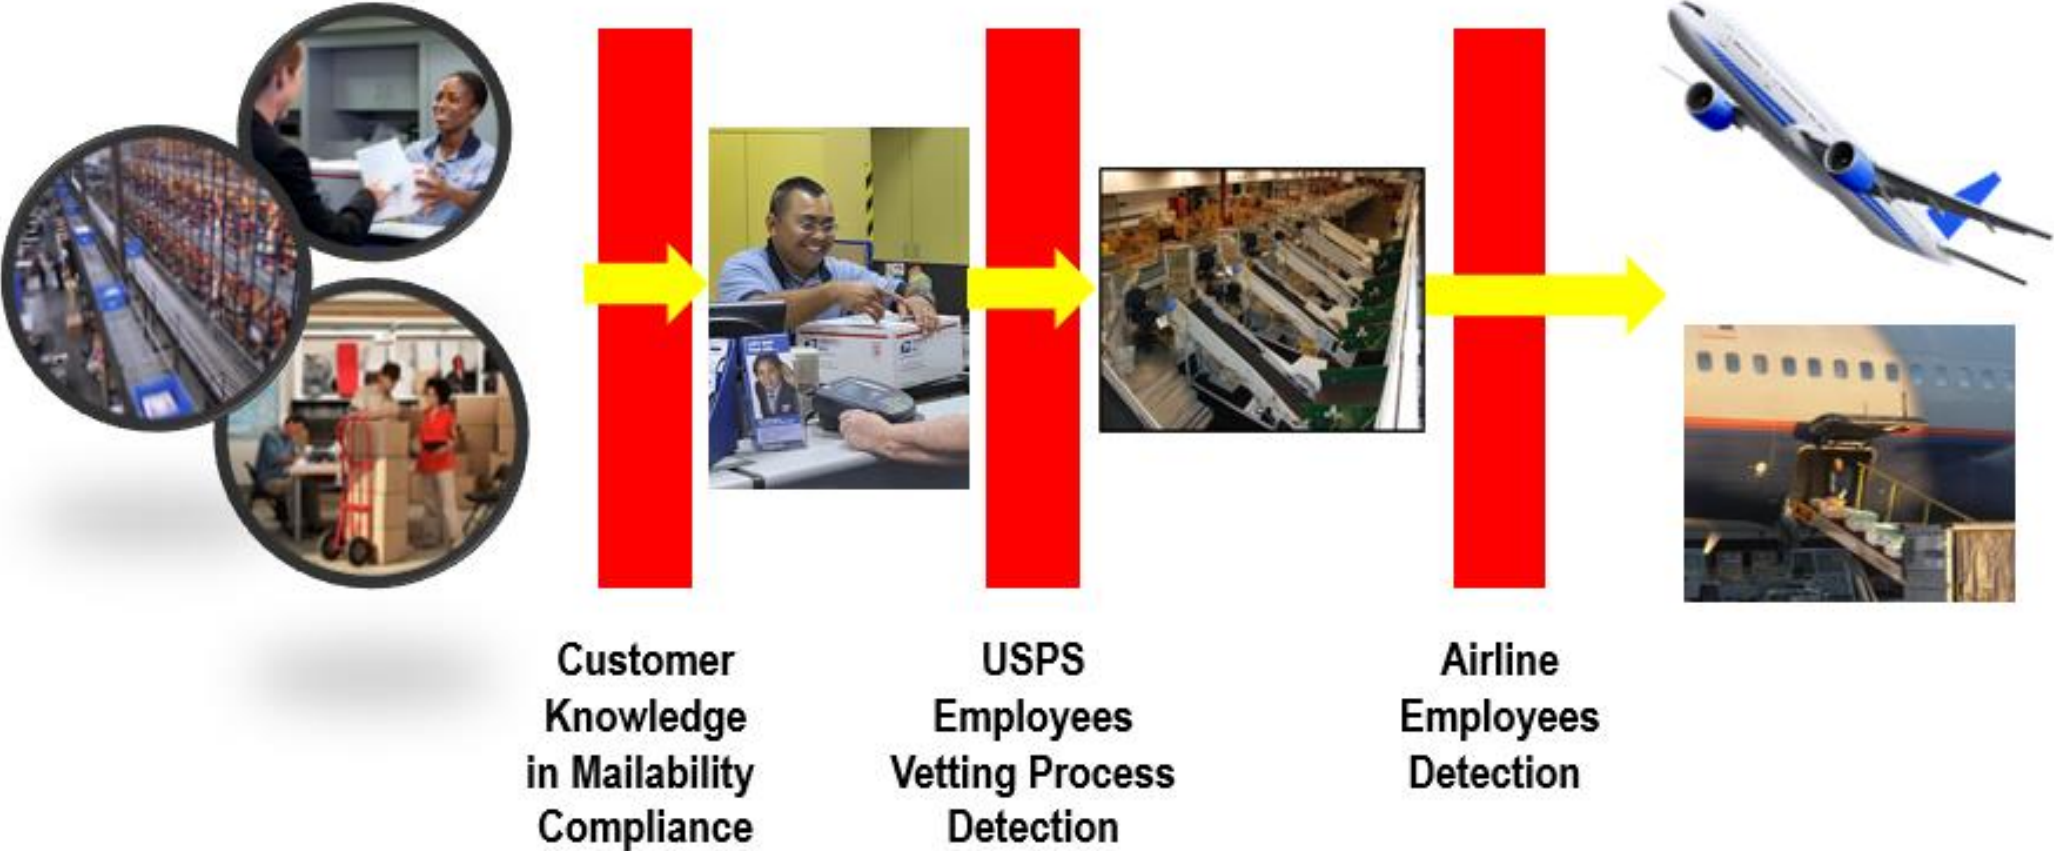 Customer
Knowledge
in Mailability
Compliance
USPS
Employees
Vetting Process
Detection
Airline
Employees
Detection